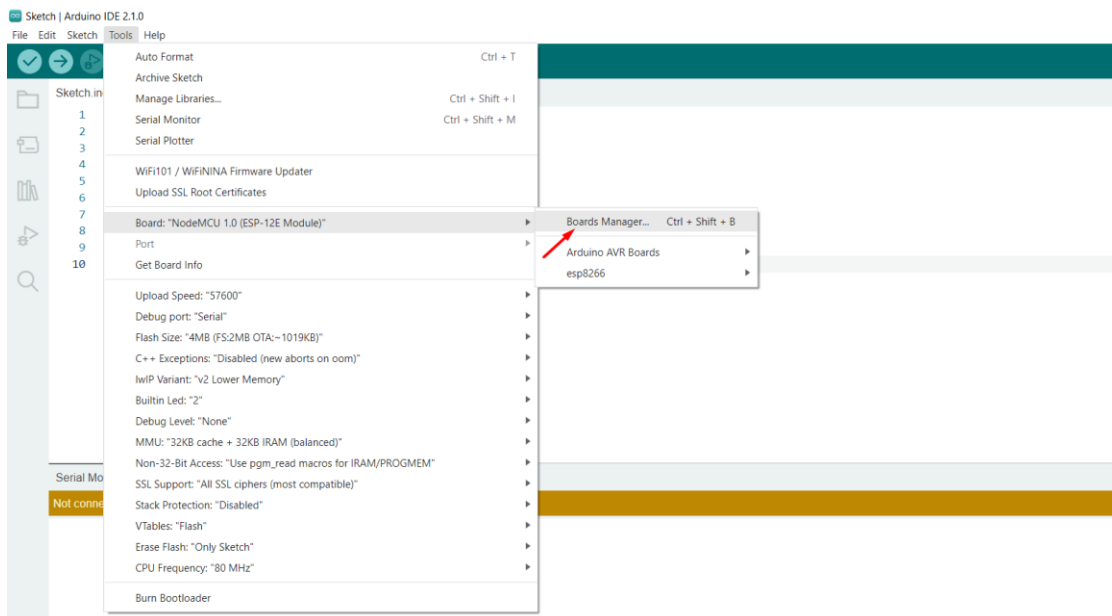 Sketch | Arduino IDE 2.1.0
File Edit Sketch Tools Help
Sketch.in
1
2
3
4
5
6
7
8
9
10
Auto Format Ctrl + T
Archive Sketch
Manage Libraries... Ctrl + Shift + I
Serial Monitor Ctrl + Shift + M
Serial Plotter
WiFi101 / WiFiNINA Firmware Updater
Upload SSL Root Certificates
Board: "NodeMCU 1.0 (ESP-12E Module)"
Port
Get Board Info
Boards Manager... Ctrl + Shift + B
Arduino AVR Boards
esp8266
Upload Speed: "57600"
Debug port: "Serial"
Flash Size: "4MB (FS:2MB OTA:~1019KB)"
C++ Exceptions: "Disabled (new aborts on oom)"
lwIP Variant: "v2 Lower Memory"
Builtin Led: "2"
Debug Level: "None"
MMU: "32KB cache + 32KB IRAM (balanced)"
Non-32-Bit Access: "Use pgm_read macros for IRAM/PROGMEM"
SSL Support: "All SSL ciphers (most compatible)"
Stack Protection: "Disabled"
VTables: "Flash"
Erase Flash: "Only Sketch"
CPU Frequency: "80 MHz"
Burn Bootloader
Serial Mo
Not conne